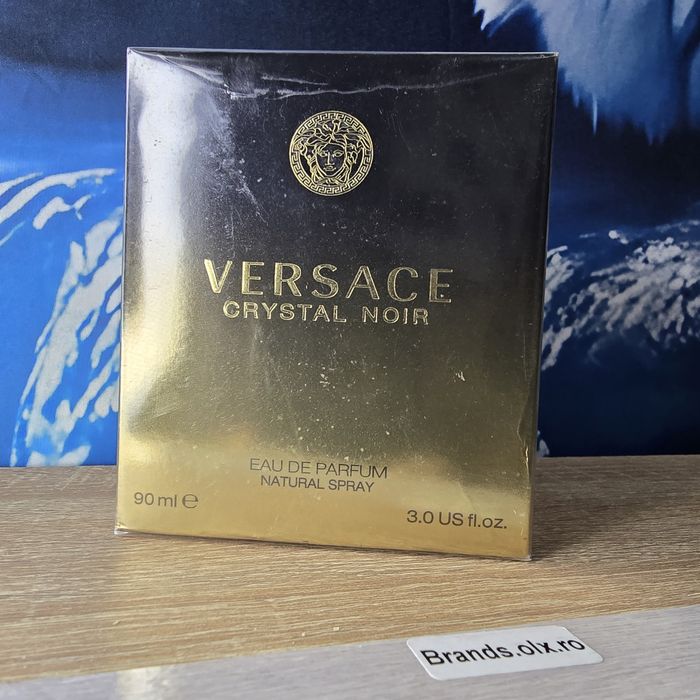 VERSACE
CRYSTAL NOIR
EAU DE PARFUM
NATURAL SPRAY
90 ml ℮
3.0 US fl.oz.
Brands.olx.ro